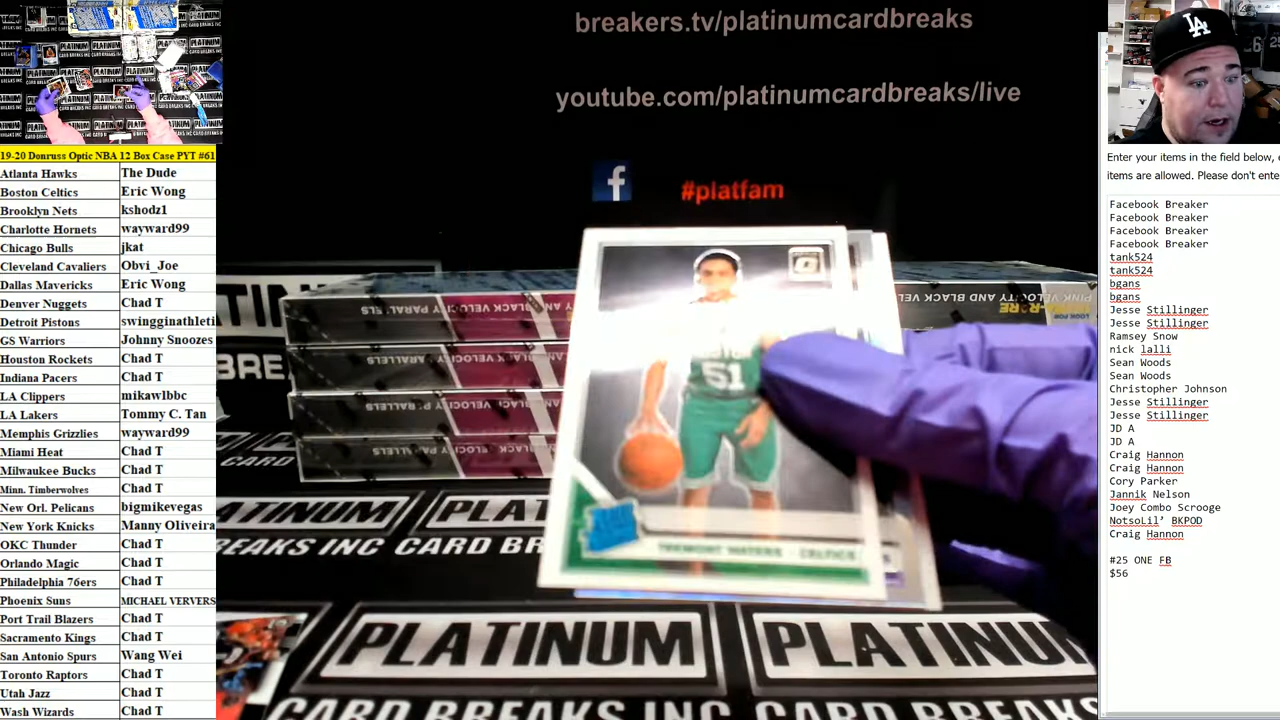 breakers.tv/platinumcardbreaks
youtube.com/platinumcardbreaks/live
#platfam
19-20 Donruss Optic NBA 12 Box Case PYT #61
Atlanta Hawks The Dude
Boston Celtics Eric Wong
Brooklyn Nets kshodz1
Charlotte Hornets wayward99
Chicago Bulls jkat
Cleveland Cavaliers Obvi_Joe
Dallas Mavericks Eric Wong
Denver Nuggets Chad T
Detroit Pistons swingginathleti
GS Warriors Johnny Snoozes
Houston Rockets Chad T
Indiana Pacers Chad T
LA Clippers mikaw1bbc
LA Lakers Tommy C. Tan
Memphis Grizzlies wayward99
Miami Heat Chad T
Milwaukee Bucks Chad T
Minn. Timberwolves Chad T
New Orl. Pelicans bigmikevegas
New York Knicks Manny Oliveira
OKC Thunder Chad T
Orlando Magic Chad T
Philadelphia 76ers Chad T
Phoenix Suns MICHAEL VERVERS
Port Trail Blazers Chad T
Sacramento Kings Chad T
San Antonio Spurs Wang Wei
Toronto Raptors Chad T
Utah Jazz Chad T
Wash Wizards Chad T
51
TREMONT WATERS CELTICS
PLATINUM
CARD BREAKS INC
LA
Enter your items in the field below,
items are allowed. Please don't ente
Facebook Breaker
Facebook Breaker
Facebook Breaker
Facebook Breaker
tank524
tank524
bgans
bgans
Jesse Stillinger
Jesse Stillinger
Ramsey Snow
nick lalli
Sean Woods
Sean Woods
Christopher Johnson
Jesse Stillinger
Jesse Stillinger
JD A
JD A
Craig Hannon
Craig Hannon
Cory Parker
Jannik Nelson
Joey Combo Scrooge
NotsoLil' BKPOD
Craig Hannon
#25 ONE FB
$56